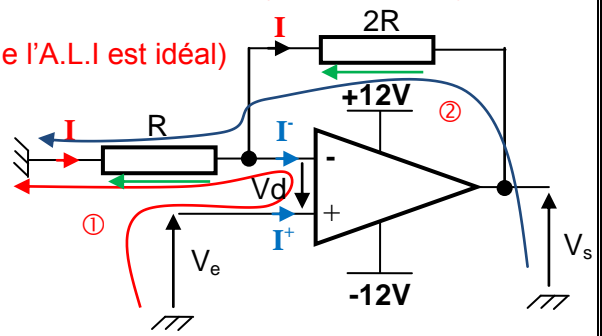 I 2R
e l'A.L.I est idéal)
+12V
②
I R I⁻
-
Vd
① +
I⁺
Vₑ Vₛ
-12V